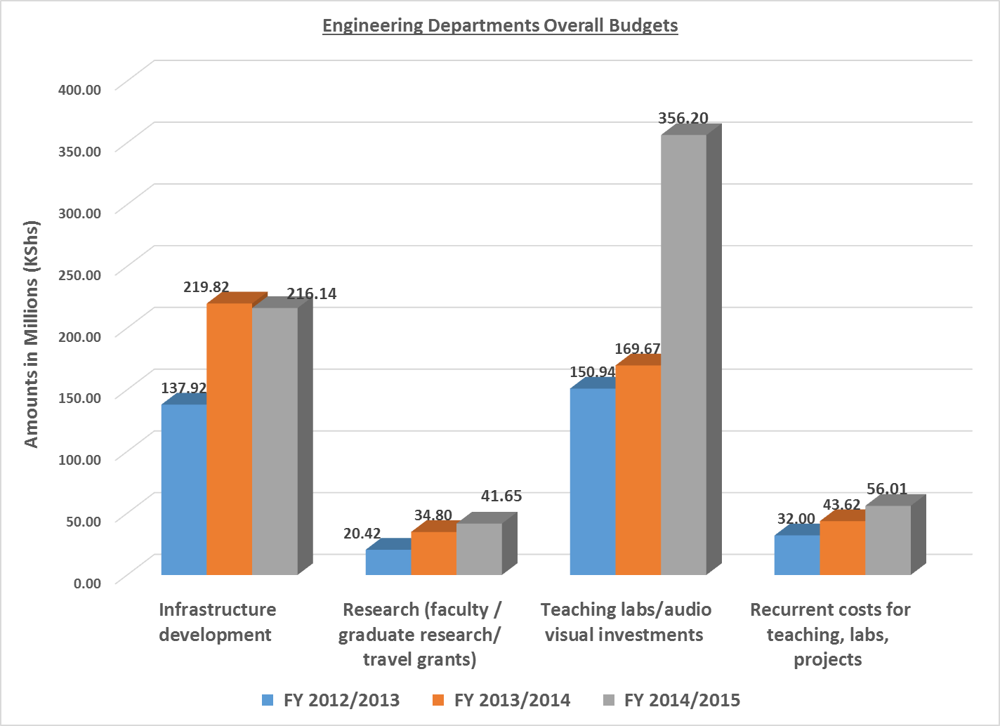 Engineering Departments Overall Budgets
Amounts in Millions (KShs)
400.00
350.00
300.00
250.00
200.00
150.00
100.00
50.00
0.00
137.92
219.82
216.14
20.42
34.80
41.65
150.94
169.67
356.20
32.00
43.62
56.01
Infrastructure
development
Research (faculty /
graduate research/
travel grants)
Teaching labs/audio
visual investments
Recurrent costs for
teaching, labs,
projects
FY 2012/2013
FY 2013/2014
FY 2014/2015